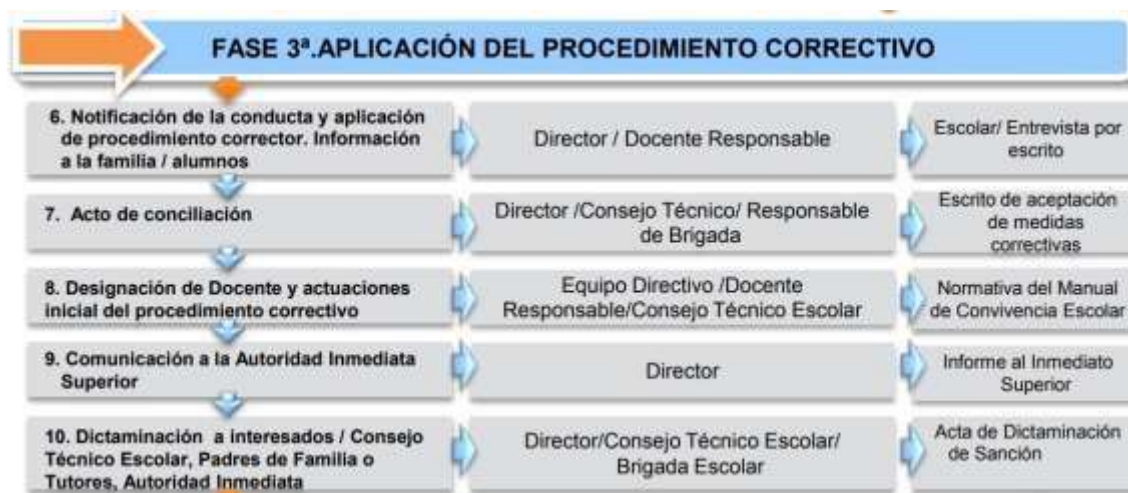 FASE 3ª.APLICACIÓN DEL PROCEDIMIENTO CORRECTIVO
6. Notificación de la conducta y aplicación
de procedimiento corrector. Información
a la familia / alumnos
Director / Docente Responsable
Escolar/ Entrevista por
escrito
7. Acto de conciliación
Director /Consejo Técnico/ Responsable
de Brigada
Escrito de aceptación
de medidas
correctivas
8. Designación de Docente y actuaciones
inicial del procedimiento correctivo
Equipo Directivo /Docente
Responsable/Consejo Técnico Escolar
Normativa del Manual
de Convivencia Escolar
9. Comunicación a la Autoridad Inmediata
Superior
Director
Informe al Inmediato
Superior
10. Dictaminación a interesados / Consejo
Técnico Escolar, Padres de Familia o
Tutores, Autoridad Inmediata
Director/Consejo Técnico Escolar/
Brigada Escolar
Acta de Dictaminación
de Sanción